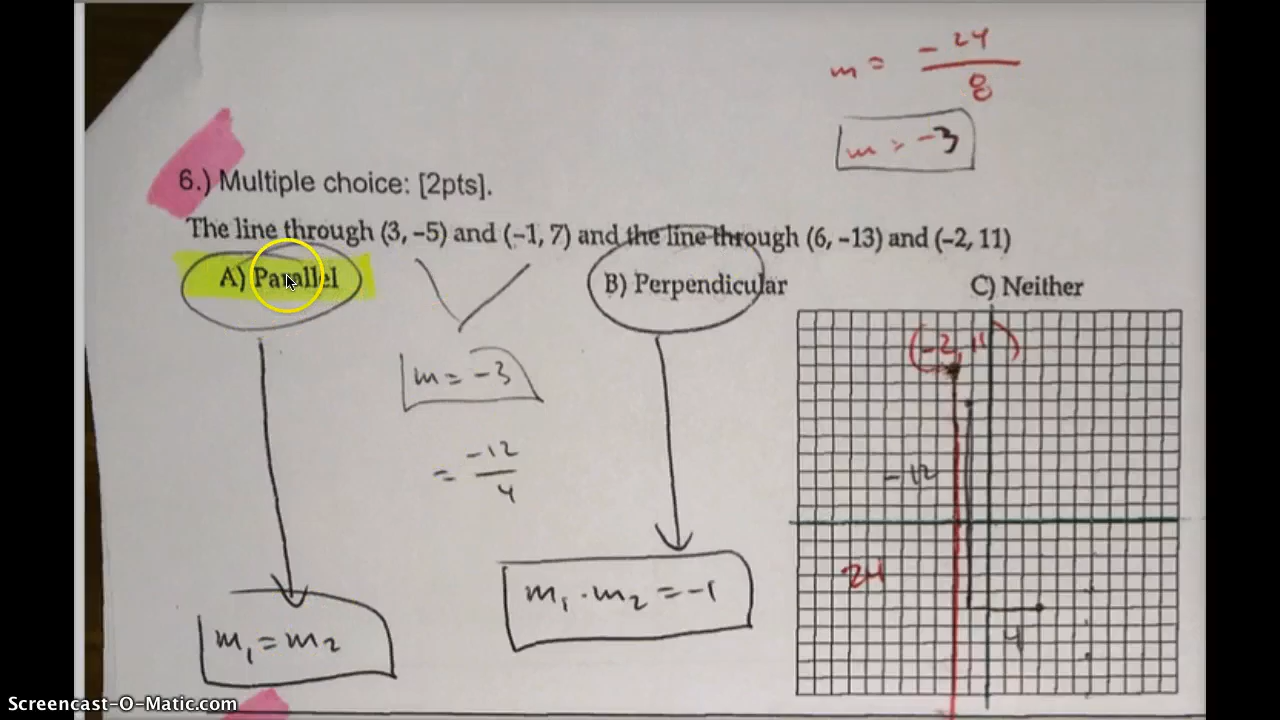 m = -24/8
m = -3
6.) Multiple choice: [2pts].
The line through (3, –5) and (–1, 7) and the line through (6, –13) and (–2, 11)
A) Parallel B) Perpendicular C) Neither
(-2, 11)
m = -3
= -12/4
-12
24
4
m₁ · m₂ = -1
m₁ = m₂
Screencast-O-Matic.com